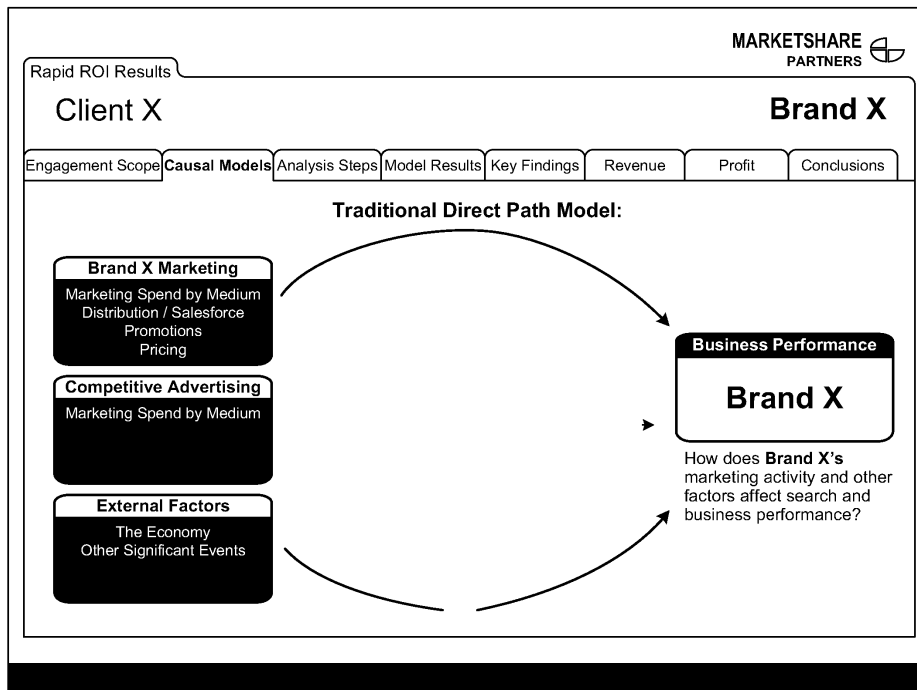 MARKETSHARE
PARTNERS
Rapid ROI Results
Client X
Brand X
Engagement Scope
Causal Models
Analysis Steps
Model Results
Key Findings
Revenue
Profit
Conclusions
Traditional Direct Path Model:
Brand X Marketing
Marketing Spend by Medium
Distribution / Salesforce
Promotions
Pricing
Competitive Advertising
Marketing Spend by Medium
External Factors
The Economy
Other Significant Events
Business Performance
Brand X
How does Brand X’s
marketing activity and other
factors affect search and
business performance?